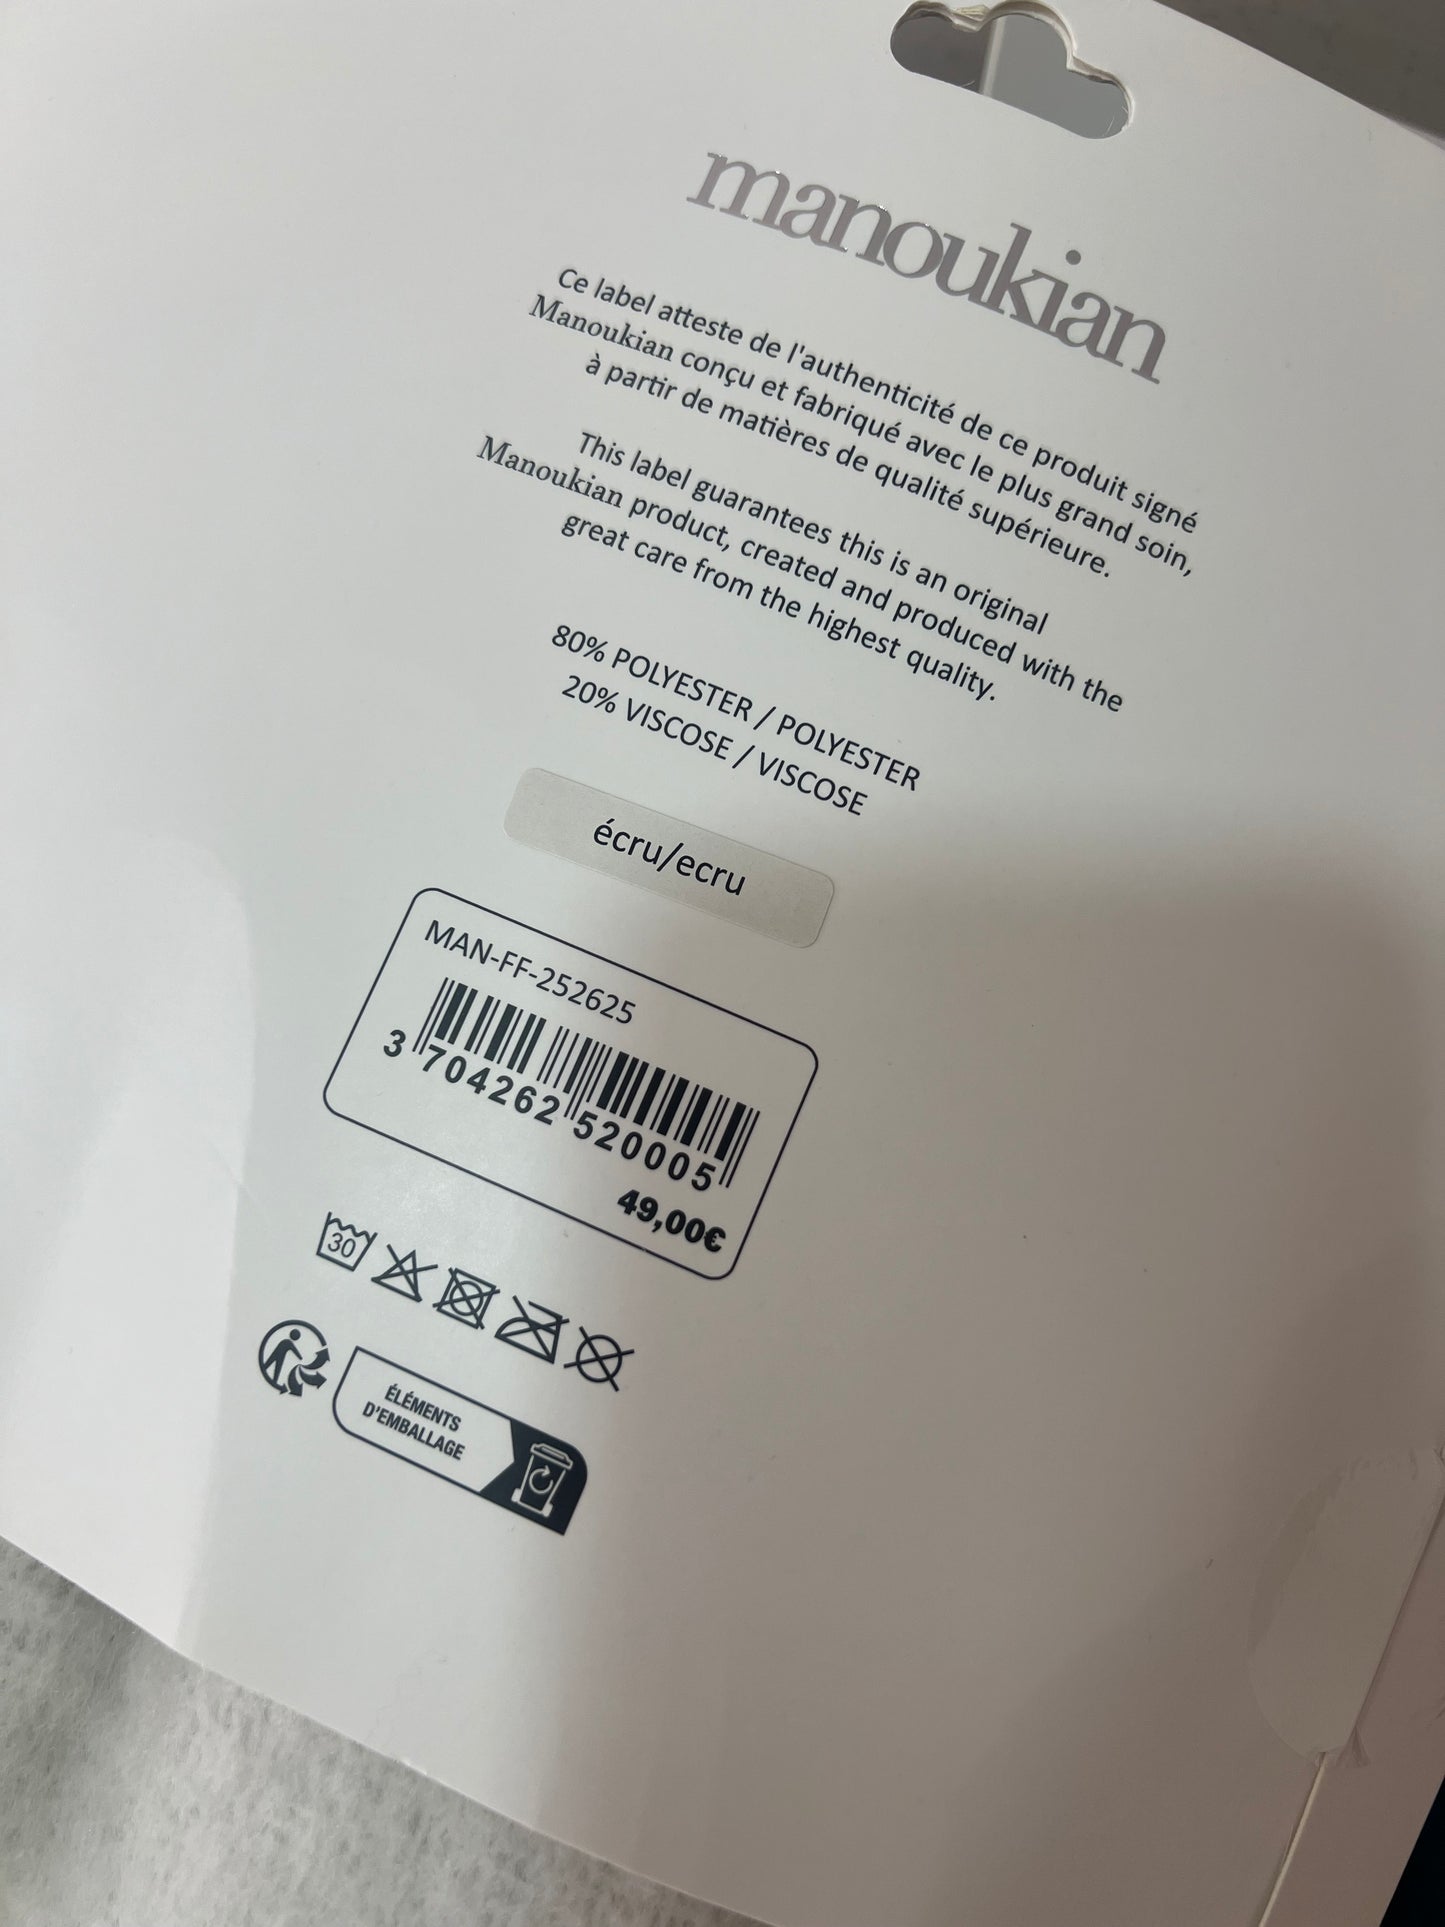 manoukian
Ce label atteste de l'authenticité de ce produit signé
Manoukian conçu et fabriqué avec le plus grand soin,
à partir de matières de qualité supérieure.
This label guarantees this is an original
Manoukian product, created and produced with the
great care from the highest quality.
80% POLYESTER / POLYESTER
20% VISCOSE / VISCOSE
écru/ecru
MAN-FF-252625
3 704262 520005
49,00€
30
ÉLÉMENTS
D'EMBALLAGE